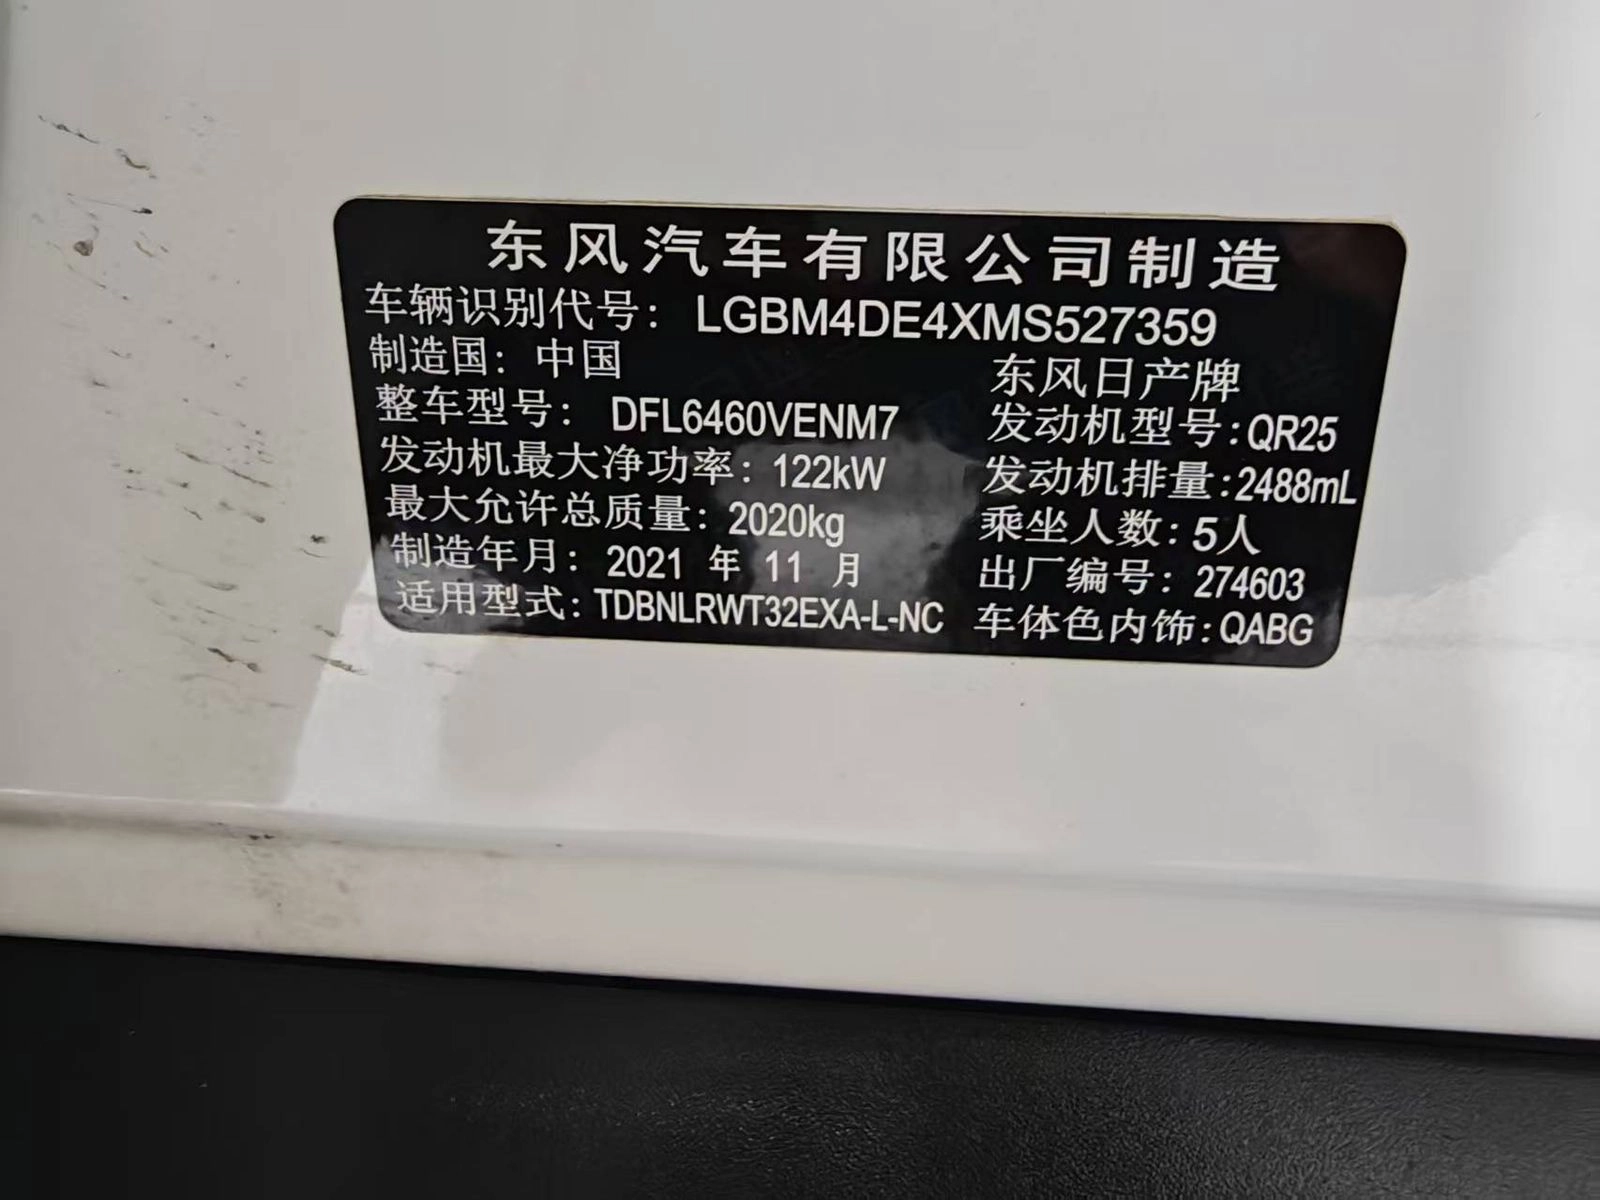 东风汽车有限公司制造
车辆识别代号：LGBM4DE4XMS527359
制造国：中国 东风日产牌
整车型号：DFL6460VENM7 发动机型号:QR25
发动机最大净功率：122kW 发动机排量:2488mL
最大允许总质量：2020kg 乘坐人数：5人
制造年月：2021 年 11 月 出厂编号：274603
适用型式：TDBNLRWT32EXA-L-NC 车体色内饰:QABG